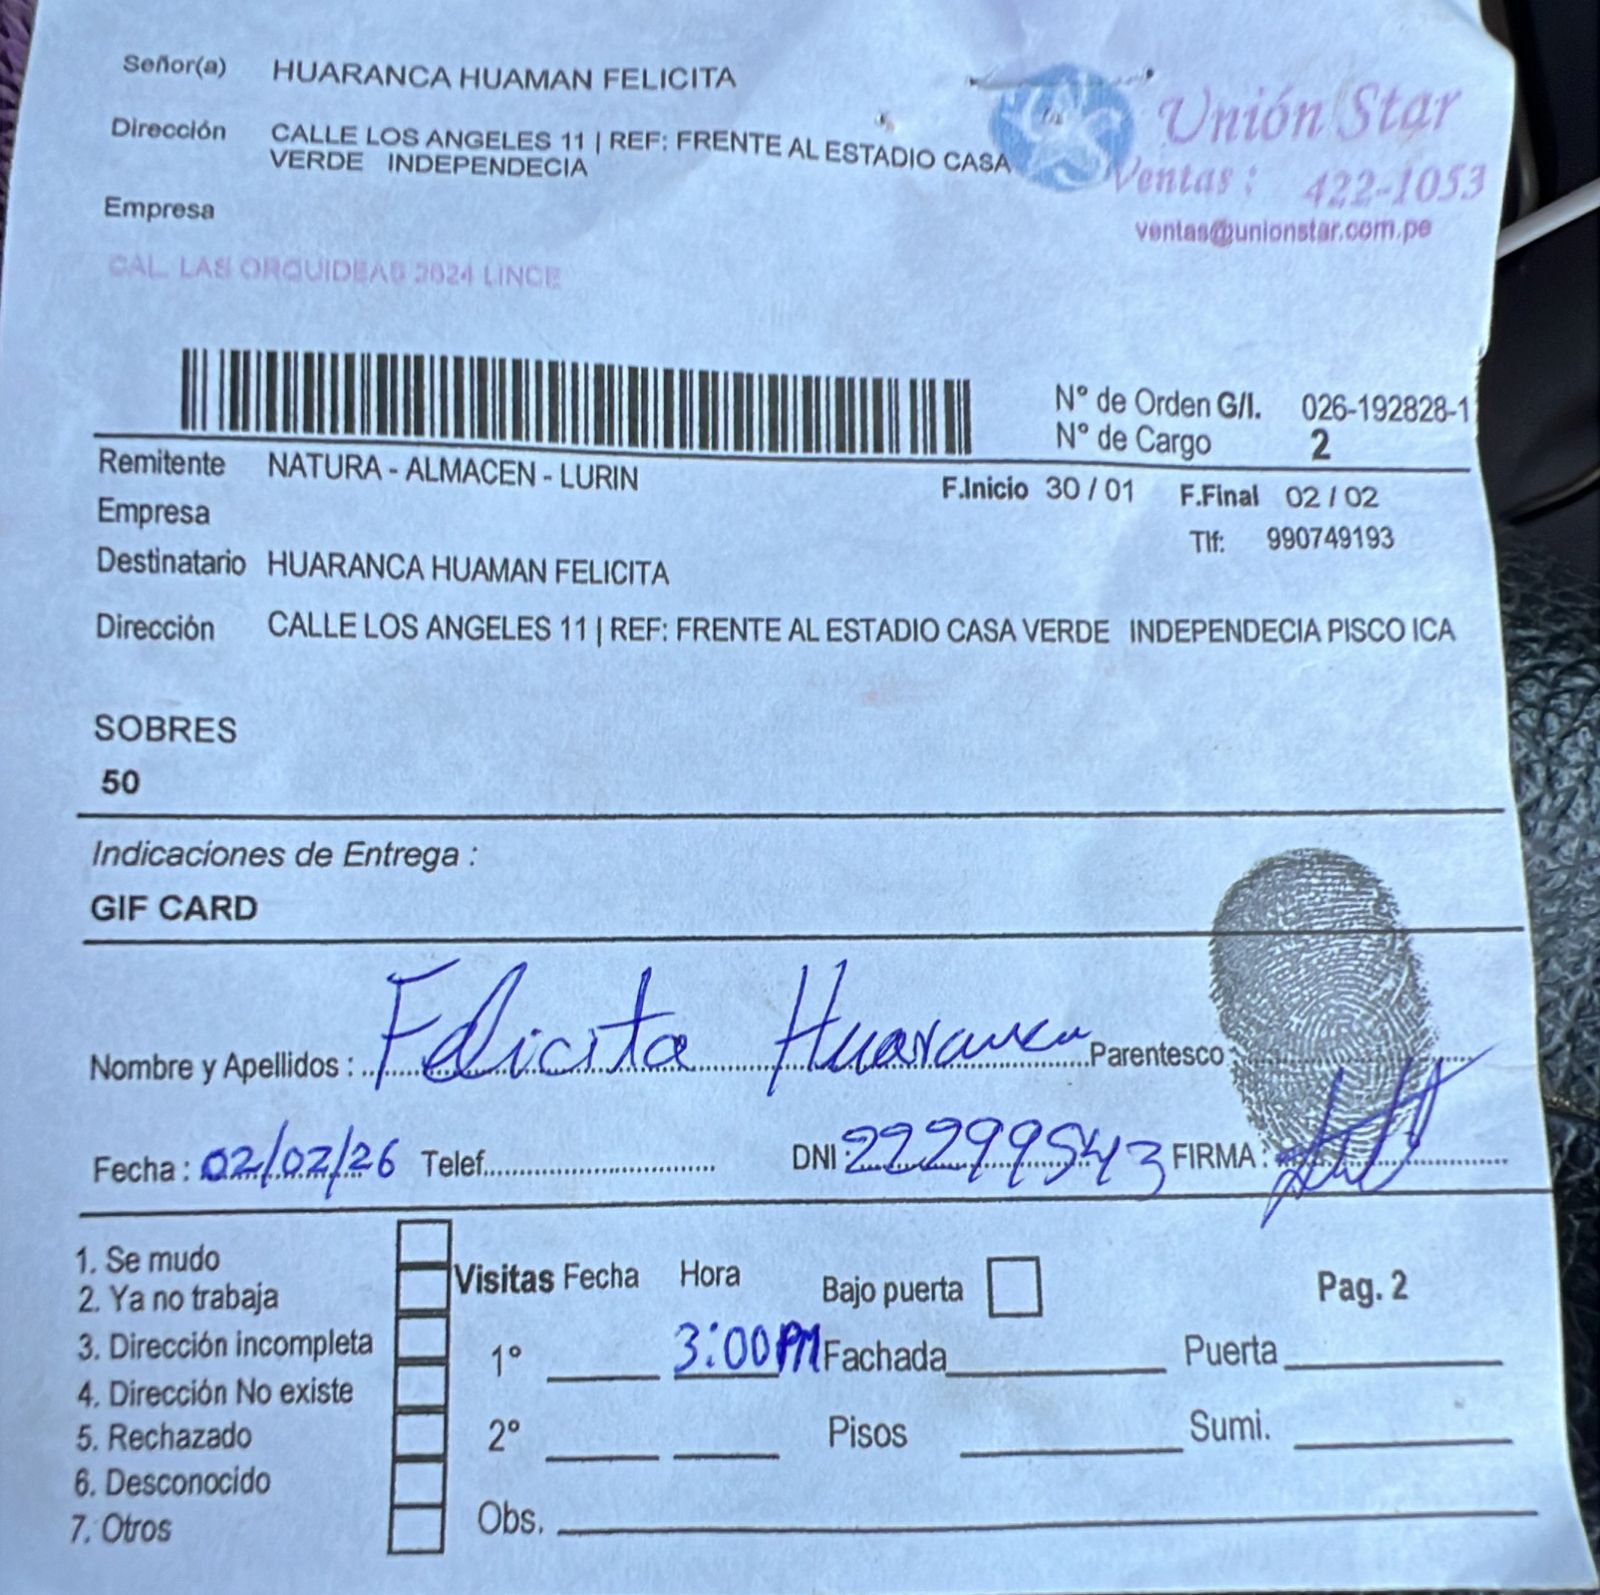 Señor(a) HUARANCA HUAMAN FELICITA
Dirección CALLE LOS ANGELES 11 | REF: FRENTE AL ESTADIO CASA
VERDE INDEPENDECIA
Unión Star
Ventas : 422-1053
ventas@unionstar.com.pe
Empresa
CAL. LAS ORQUIDEAS 2624 LINCE
Nº de Orden G/I. 026-192828-1
Nº de Cargo 2
Remitente NATURA - ALMACEN - LURIN
F.Inicio 30 / 01 F.Final 02 / 02
Empresa
Tlf: 990749193
Destinatario HUARANCA HUAMAN FELICITA
Dirección CALLE LOS ANGELES 11 | REF: FRENTE AL ESTADIO CASA VERDE INDEPENDECIA PISCO ICA
SOBRES
50
Indicaciones de Entrega :
GIF CARD
Nombre y Apellidos : Felicita Huaranca Parentesco :
Fecha : 02/02/26 Telef. DNI 22299543 FIRMA :
1. Se mudo
2. Ya no trabaja
3. Dirección incompleta
4. Dirección No existe
5. Rechazado
6. Desconocido
7. Otros
Visitas Fecha Hora Bajo puerta Pag. 2
1º 3:00PM Fachada Puerta
2º Pisos Sumi.
Obs.